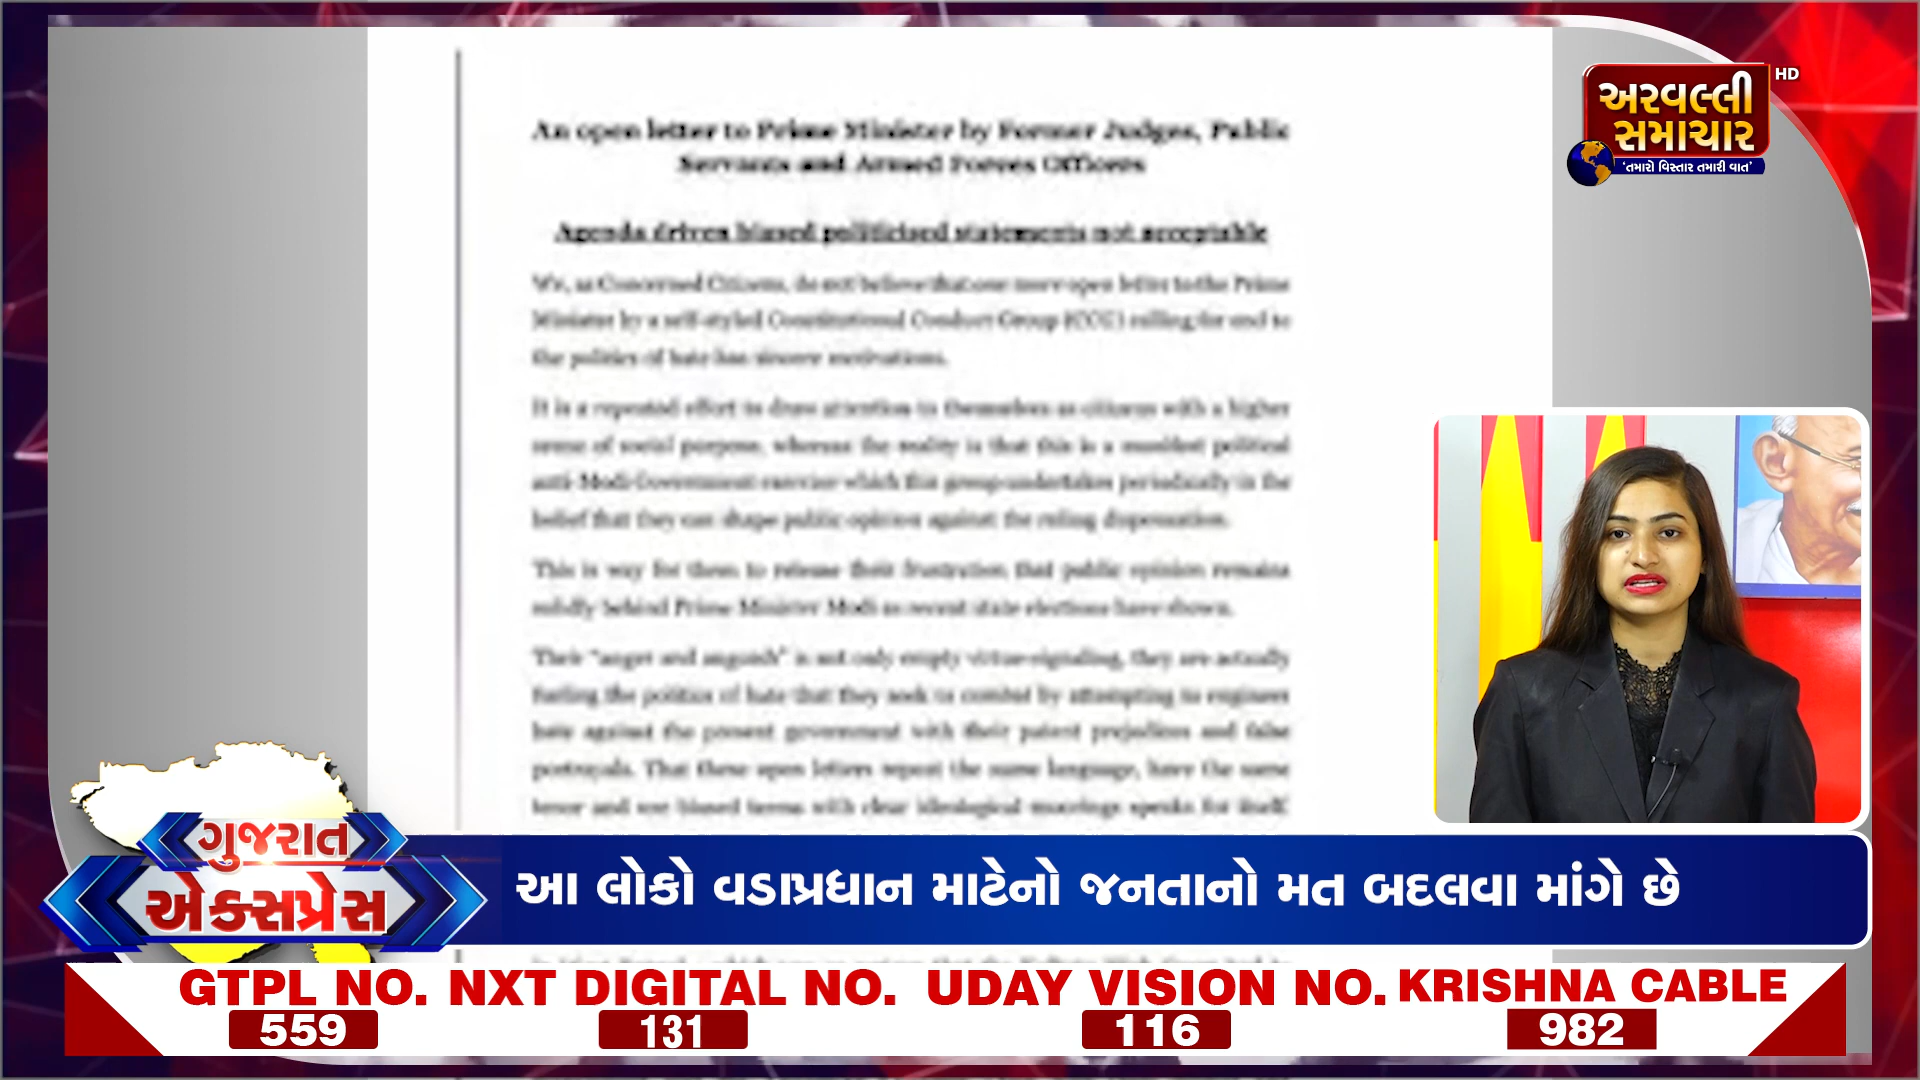 An open letter to Prime Minister by Former Judges, Public
Servants and Armed Forces Officers
Agenda driven biased politicised statements not acceptable
We, as Concerned Citizens, do not believe that one more open letter to the Prime
Minister by a self-styled Constitutional Conduct Group (CCG) calling for end to
the politics of hate has sincere motivations.
It is a repeated effort to draw attention to themselves as citizens with a higher
sense of social purpose, whereas the reality is that this is a manifest political
anti-Modi Government exercise which this group undertakes periodically in the
belief that they can shape public opinion against the ruling dispensation.
This is way for them to release their frustration that public opinion remains
solidly behind Prime Minister Modi as recent state elections have shown.
Their "anger and anguish" is not only empty virtue-signaling, they are actually
fueling the politics of hate that they seek to combat by attempting to engineer
hate against the present government with their patent prejudices and false
portrayals. That these open letters repeat the same language, have the same
tenor and use biased terms with clear ideological moorings speaks for itself.
અરવલ્લી
સમાચાર
HD
'તમારો વિસ્તાર તમારી વાત'
ગુજરાત
એક્સપ્રેસ
આ લોકો વડાપ્રધાન માટેનો જનતાનો મત બદલવા માંગે છે
GTPL NO. NXT DIGITAL NO. UDAY VISION NO. KRISHNA CABLE
559 131 116 982